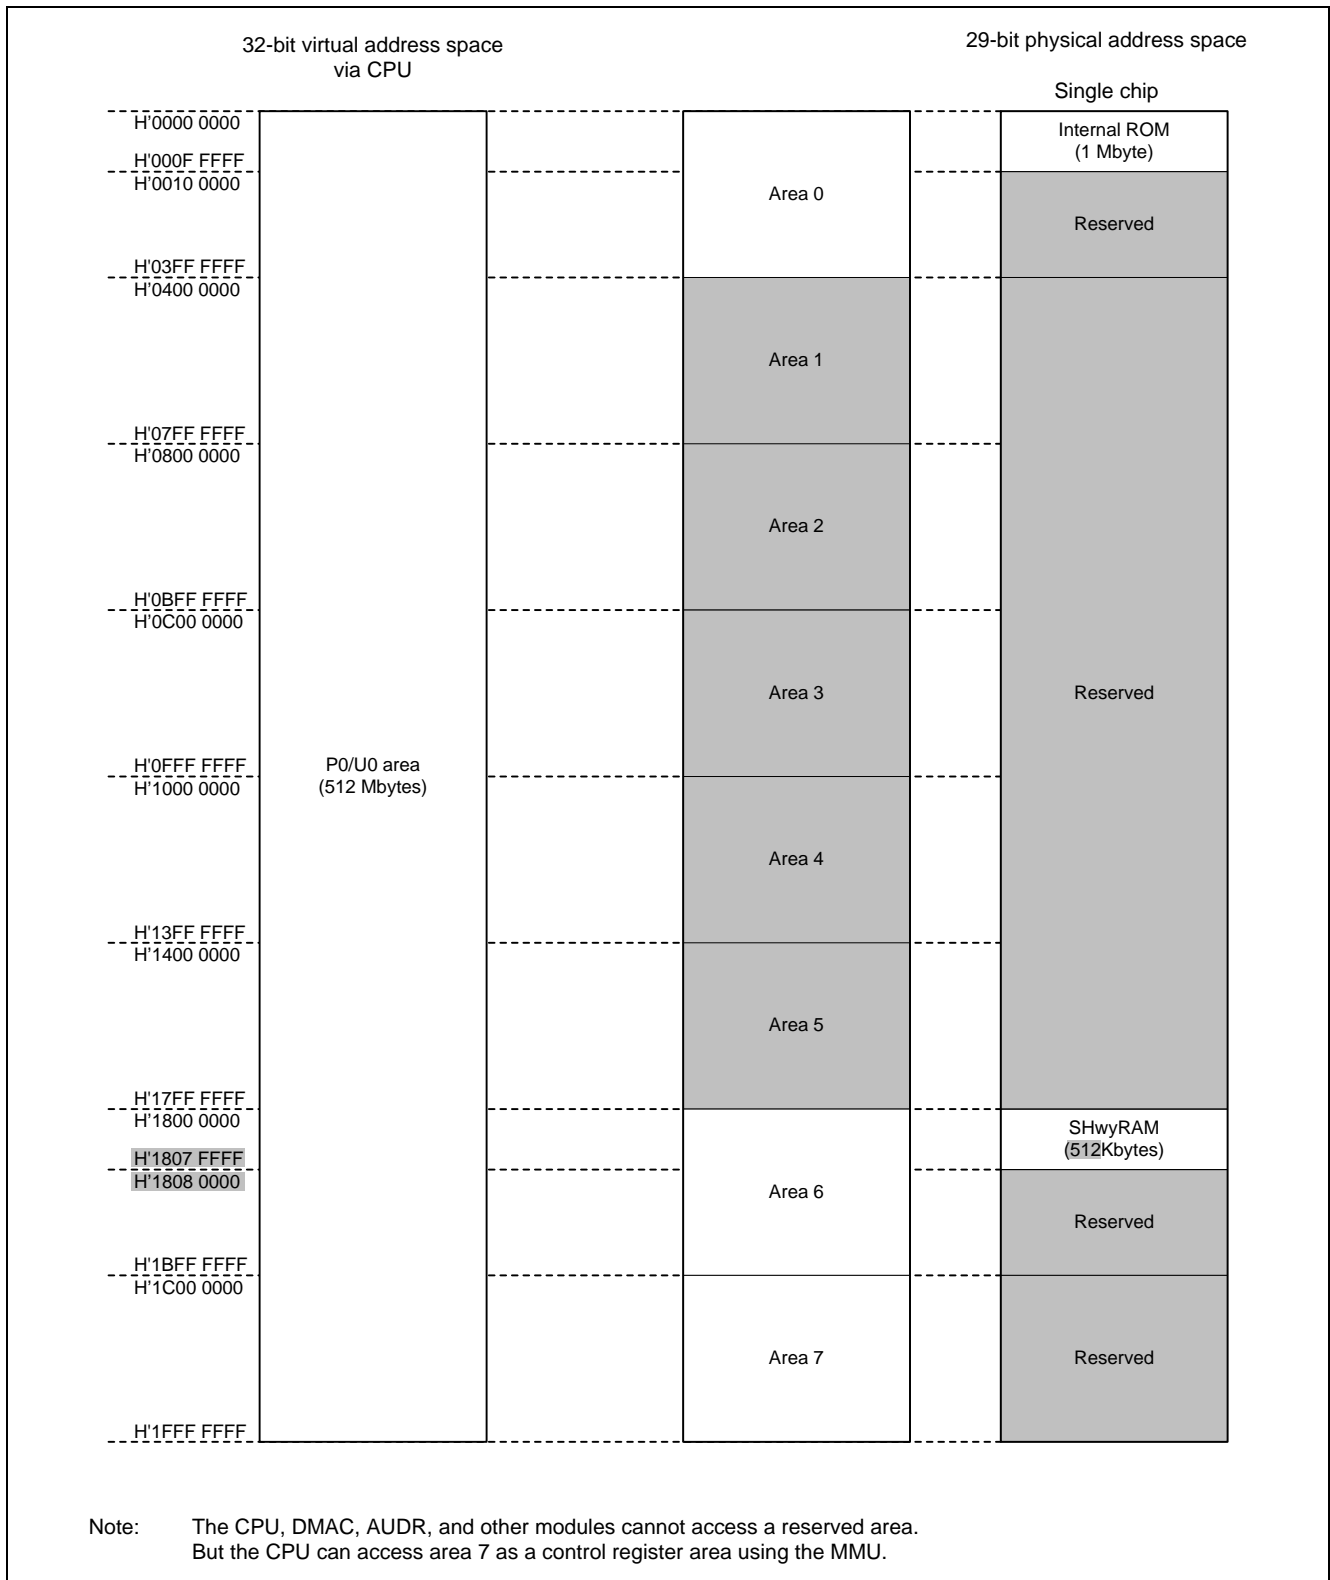 32-bit virtual address space
via CPU
29-bit physical address space
Single chip
H'0000 0000
H'000F FFFF
H'0010 0000
H'03FF FFFF
H'0400 0000
H'07FF FFFF
H'0800 0000
H'0BFF FFFF
H'0C00 0000
H'0FFF FFFF
H'1000 0000
H'13FF FFFF
H'1400 0000
H'17FF FFFF
H'1800 0000
H'1807 FFFF
H'1808 0000
H'1BFF FFFF
H'1C00 0000
H'1FFF FFFF
P0/U0 area
(512 Mbytes)
Area 0
Area 1
Area 2
Area 3
Area 4
Area 5
Area 6
Area 7
Internal ROM
(1 Mbyte)
Reserved
Reserved
SHwyRAM
(512Kbytes)
Reserved
Reserved
Note: The CPU, DMAC, AUDR, and other modules cannot access a reserved area.
But the CPU can access area 7 as a control register area using the MMU.